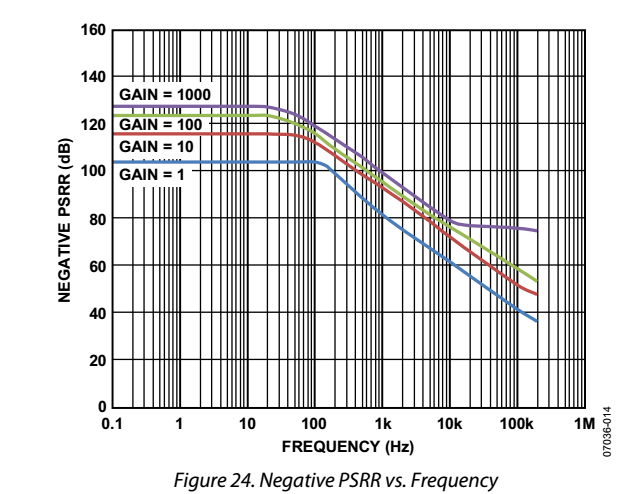 160
140
120
100
80
60
40
20
0
NEGATIVE PSRR (dB)
GAIN = 1000
GAIN = 100
GAIN = 10
GAIN = 1
0.1 1 10 100 1k 10k 100k 1M
FREQUENCY (Hz)
07036-014
Figure 24. Negative PSRR vs. Frequency